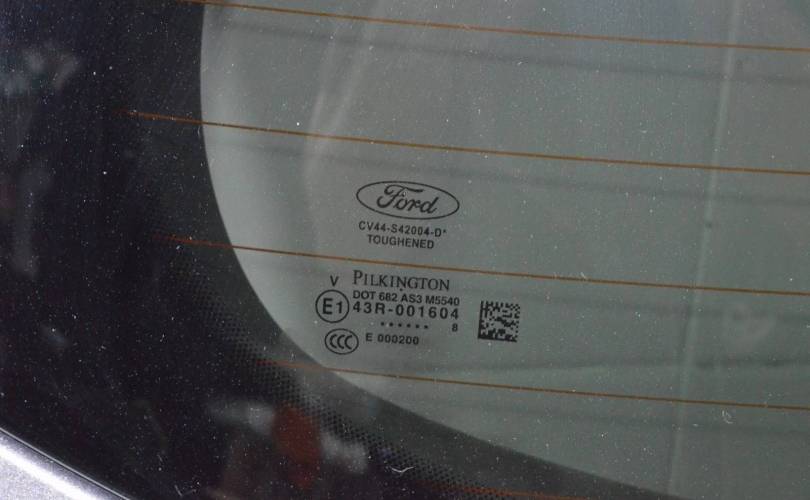 Ford
CV44-S42004-D*
TOUGHENED
V PILKINGTON
DOT 682 AS3 M5540
E1 43R-001604
•••••• 8
CCC E 000200